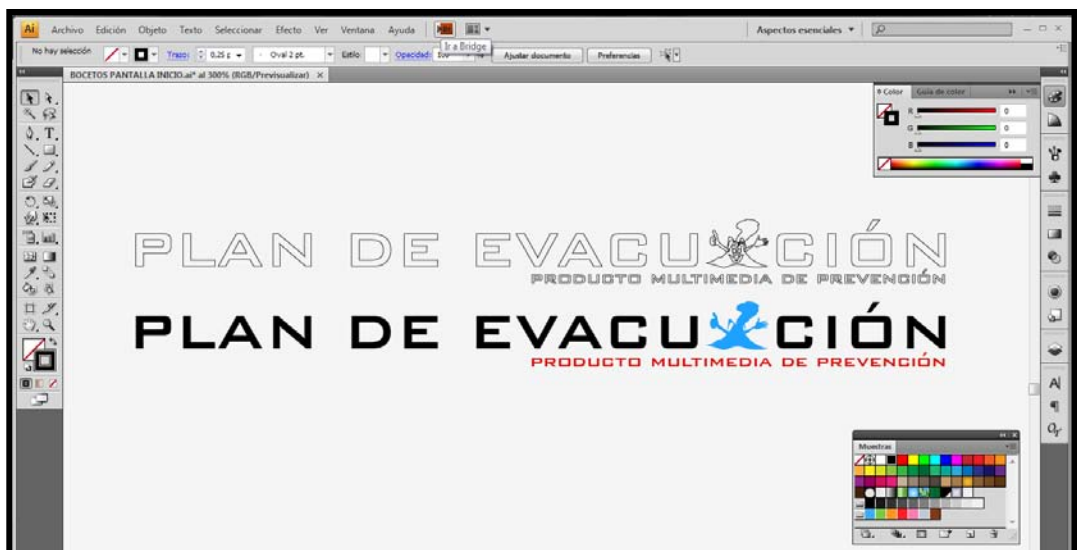 Ai Archivo Edición Objeto Texto Seleccionar Efecto Ver Ventana Ayuda Aspectos esenciales
Ir a Bridge
No hay selección Trazo: 0,25 p Oval 2 pt. Estilo: Opacidad: 100 % Ajustar documento Preferencias
BOCETOS PANTALLA INICIO.ai* al 300% (RGB/Previsualizar) ×
Color Guía de color
R 0
G 0
B 0
PLAN DE EVACU CIÓN
PRODUCTO MULTIMEDIA DE PREVENCIÓN
PLAN DE EVACU CIÓN
PRODUCTO MULTIMEDIA DE PREVENCIÓN
Muestras